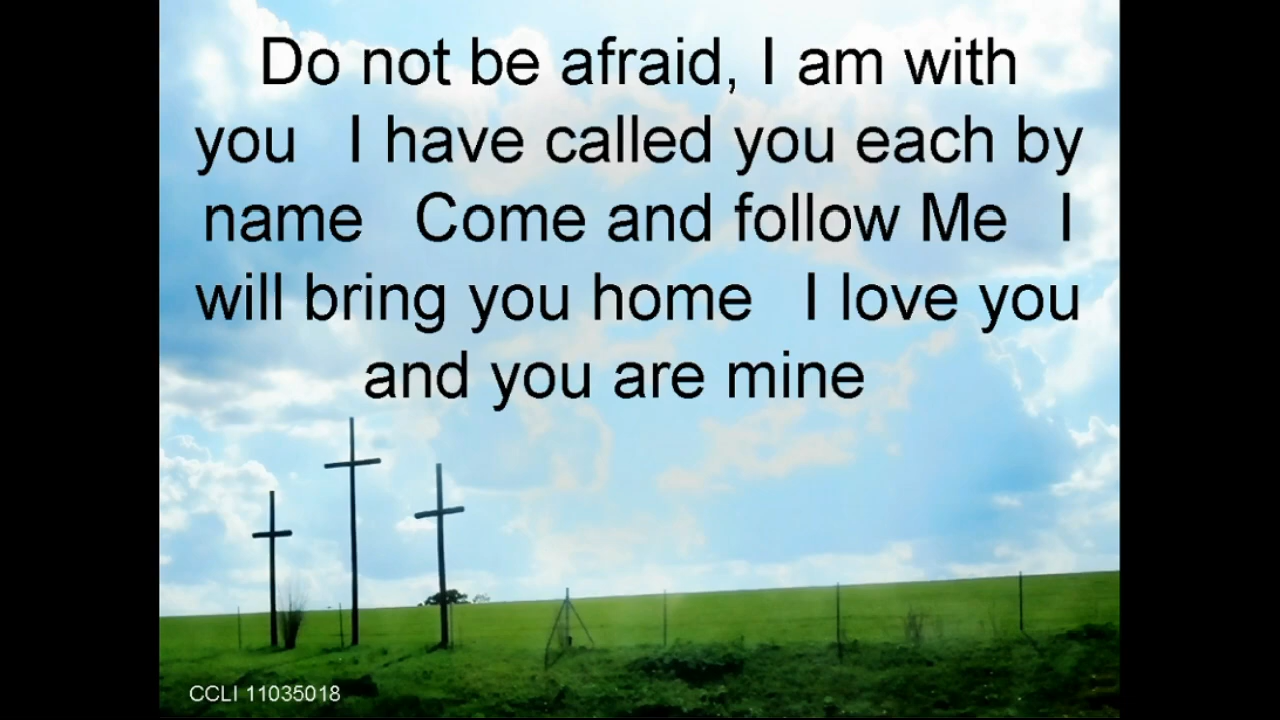 Do not be afraid, I am with
you   I have called you each by
name   Come and follow Me   I
will bring you home   I love you
and you are mine
CCLI 11035018